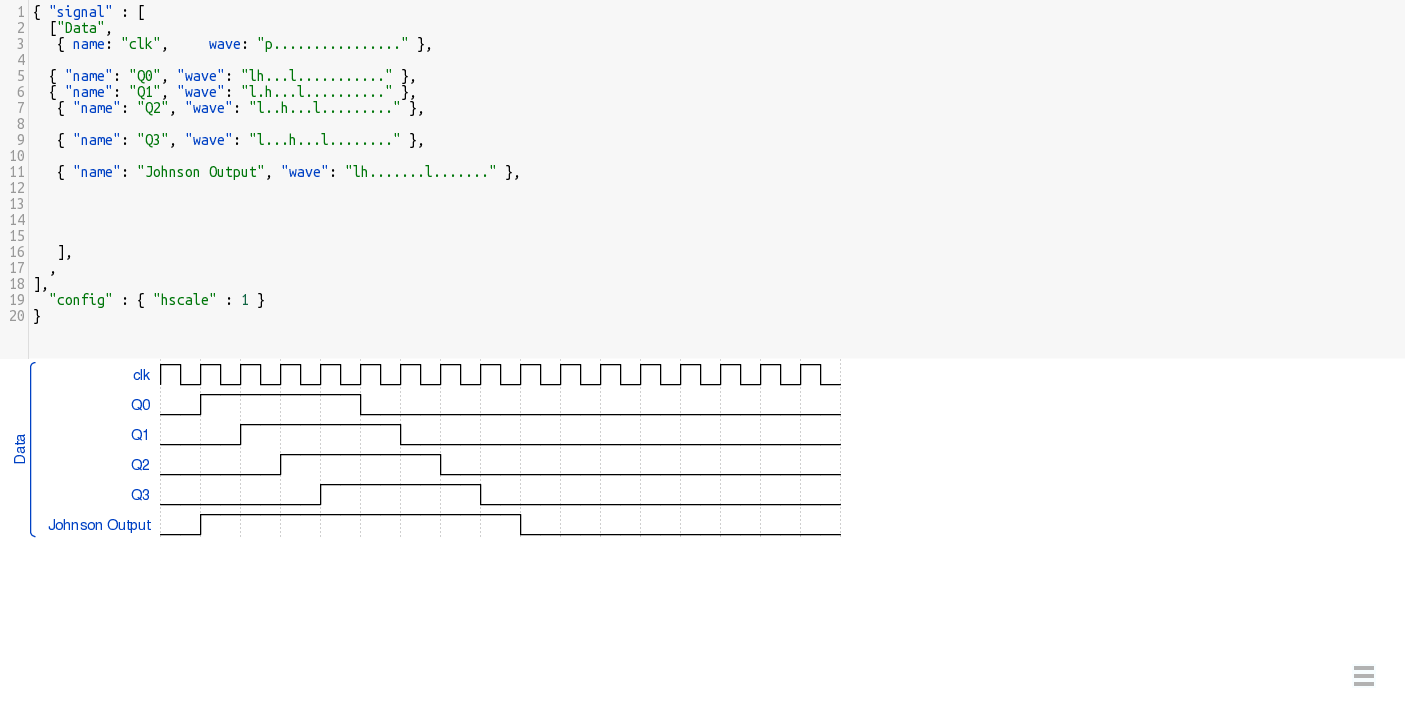 1 { "signal" : [
2   ["Data",
3    { name: "clk",     wave: "p................" },
4
5   { "name": "Q0", "wave": "lh...l..........." },
6   { "name": "Q1", "wave": "l.h...l.........." },
7    { "name": "Q2", "wave": "l..h...l........." },
8
9    { "name": "Q3", "wave": "l...h...l........" },
10
11    { "name": "Johnson Output", "wave": "lh.......l......." },
12
13
14
15
16    ],
17   ,
18 ],
19   "config" : { "hscale" : 1 }
20 }
Data
clk
Q0
Q1
Q2
Q3
Johnson Output